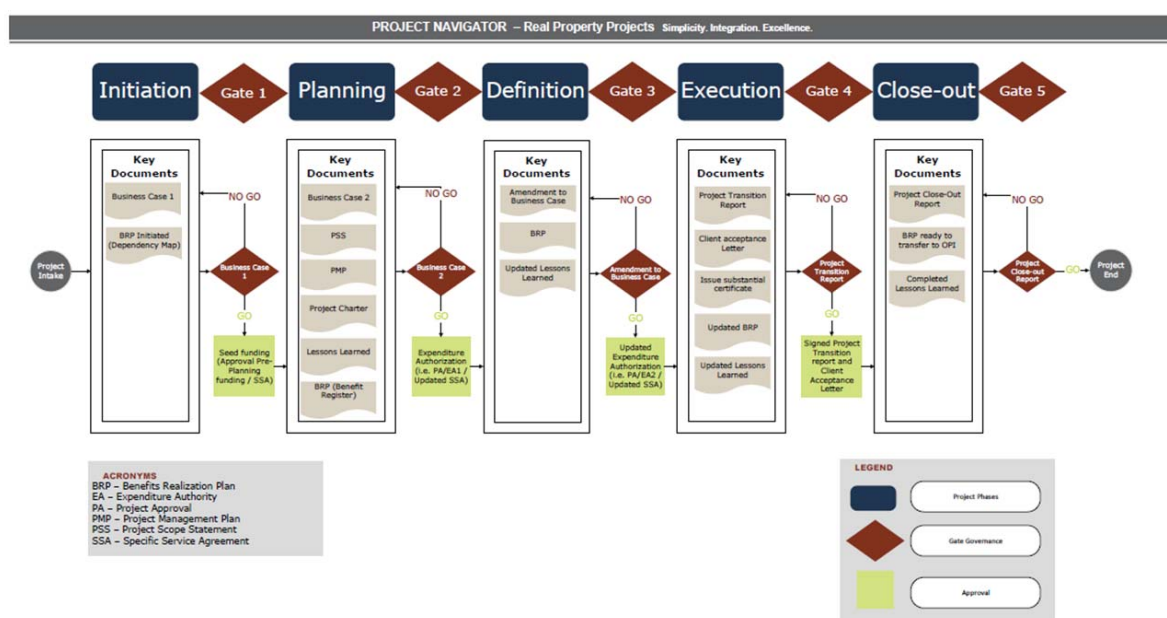 PROJECT NAVIGATOR – Real Property Projects Simplicity. Integration. Excellence.
Initiation
Gate 1
Planning
Gate 2
Definition
Gate 3
Execution
Gate 4
Close-out
Gate 5
Project
Intake
Key
Documents
Business Case 1
BRP Initiated
(Dependency Map)
NO GO
Business Case
1
GO
Seed funding
(Approval Pre-
Planning
funding / SSA)
Key
Documents
Business Case 2
PSS
PMP
Project Charter
Lessons Learned
BRP (Benefit
Register)
NO GO
Business Case
2
GO
Expenditure
Authorization
(i.e. PA/EA1 /
Updated SSA)
Key
Documents
Amendment to
Business Case
BRP
Updated Lessons
Learned
NO GO
Amendment to
Business Case
GO
Updated
Expenditure
Authorization
(i.e. PA/EA2 /
Updated SSA)
Key
Documents
Project Transition
Report
Client acceptance
Letter
Issue substantial
certificate
Updated BRP
Updated Lessons
Learned
NO GO
Project
Transition
Report
GO
Signed Project
Transition
report and
Client
Acceptance
Letter
Key
Documents
Project Close-Out
Report
BRP ready to
transfer to OPI
Completed
Lessons Learned
NO GO
Project
Close-out
Report
GO
Project
End
ACRONYMS
BRP – Benefits Realization Plan
EA – Expenditure Authority
PA – Project Approval
PMP – Project Management Plan
PSS – Project Scope Statement
SSA – Specific Service Agreement
LEGEND
Project Phases
Gate Governance
Approval